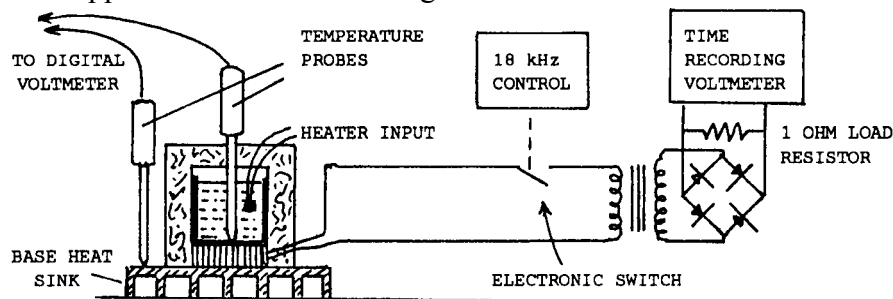 TO DIGITAL
VOLTMETER
TEMPERATURE
PROBES
HEATER INPUT
18 kHz
CONTROL
TIME
RECORDING
VOLTMETER
1 OHM LOAD
RESISTOR
BASE HEAT
SINK
ELECTRONIC SWITCH